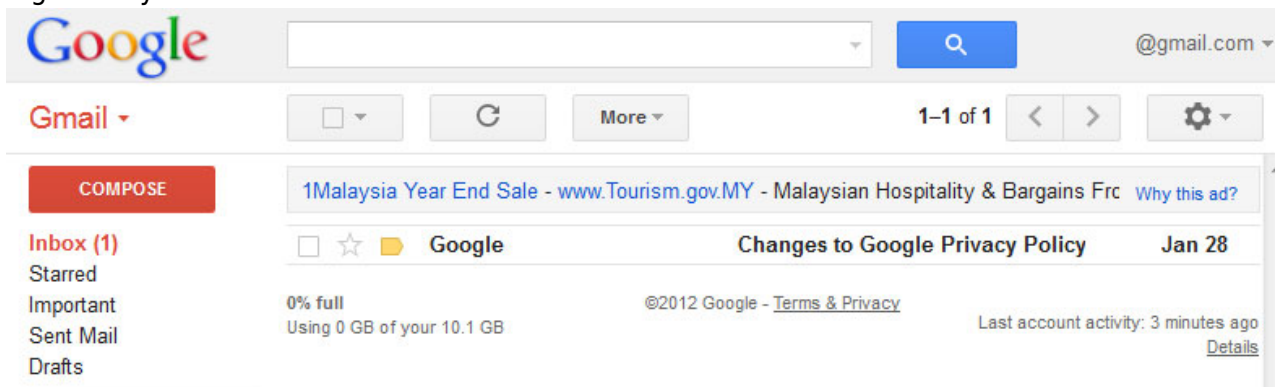 Google
@gmail.com
Gmail
More
1–1 of 1
COMPOSE
1Malaysia Year End Sale - www.Tourism.gov.MY - Malaysian Hospitality & Bargains Frc Why this ad?
Inbox (1)
Google Changes to Google Privacy Policy Jan 28
Starred
Important
Sent Mail
Drafts
0% full
Using 0 GB of your 10.1 GB
©2012 Google - Terms & Privacy
Last account activity: 3 minutes ago
Details